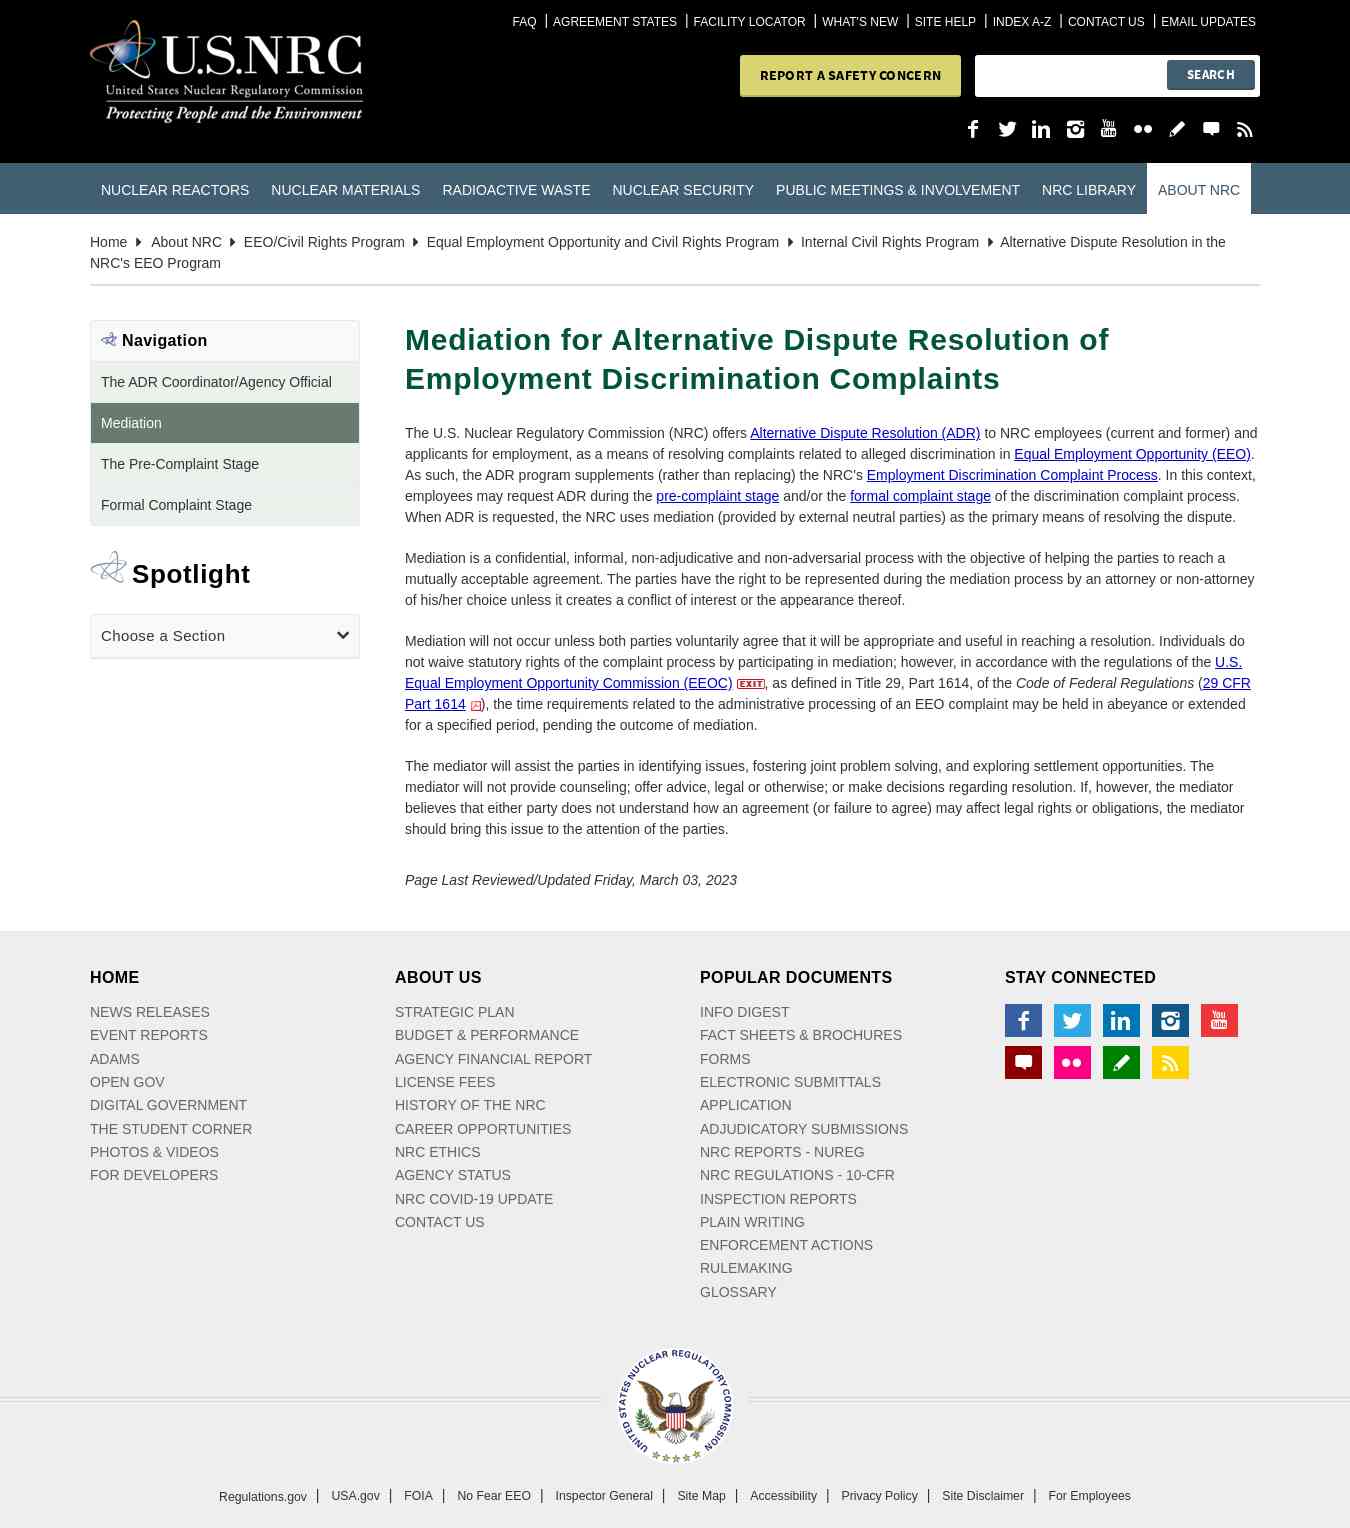 FAQ | AGREEMENT STATES | FACILITY LOCATOR | WHAT'S NEW | SITE HELP | INDEX A-Z | CONTACT US | EMAIL UPDATES
U.S.NRC
United States Nuclear Regulatory Commission
Protecting People and the Environment
REPORT A SAFETY CONCERN
SEARCH
You
Tube
NUCLEAR REACTORS NUCLEAR MATERIALS RADIOACTIVE WASTE NUCLEAR SECURITY PUBLIC MEETINGS & INVOLVEMENT NRC LIBRARY ABOUT NRC
Home About NRC EEO/Civil Rights Program Equal Employment Opportunity and Civil Rights Program Internal Civil Rights Program Alternative Dispute Resolution in the
NRC's EEO Program
Navigation
The ADR Coordinator/Agency Official
Mediation
The Pre-Complaint Stage
Formal Complaint Stage
Spotlight
Choose a Section
Mediation for Alternative Dispute Resolution of
Employment Discrimination Complaints
The U.S. Nuclear Regulatory Commission (NRC) offers Alternative Dispute Resolution (ADR) to NRC employees (current and former) and
applicants for employment, as a means of resolving complaints related to alleged discrimination in Equal Employment Opportunity (EEO).
As such, the ADR program supplements (rather than replacing) the NRC's Employment Discrimination Complaint Process. In this context,
employees may request ADR during the pre-complaint stage and/or the formal complaint stage of the discrimination complaint process.
When ADR is requested, the NRC uses mediation (provided by external neutral parties) as the primary means of resolving the dispute.
Mediation is a confidential, informal, non-adjudicative and non-adversarial process with the objective of helping the parties to reach a
mutually acceptable agreement. The parties have the right to be represented during the mediation process by an attorney or non-attorney
of his/her choice unless it creates a conflict of interest or the appearance thereof.
Mediation will not occur unless both parties voluntarily agree that it will be appropriate and useful in reaching a resolution. Individuals do
not waive statutory rights of the complaint process by participating in mediation; however, in accordance with the regulations of the U.S.
Equal Employment Opportunity Commission (EEOC) EXIT, as defined in Title 29, Part 1614, of the Code of Federal Regulations (29 CFR
Part 1614 ), the time requirements related to the administrative processing of an EEO complaint may be held in abeyance or extended
for a specified period, pending the outcome of mediation.
The mediator will assist the parties in identifying issues, fostering joint problem solving, and exploring settlement opportunities. The
mediator will not provide counseling; offer advice, legal or otherwise; or make decisions regarding resolution. If, however, the mediator
believes that either party does not understand how an agreement (or failure to agree) may affect legal rights or obligations, the mediator
should bring this issue to the attention of the parties.
Page Last Reviewed/Updated Friday, March 03, 2023
HOME
NEWS RELEASES
EVENT REPORTS
ADAMS
OPEN GOV
DIGITAL GOVERNMENT
THE STUDENT CORNER
PHOTOS & VIDEOS
FOR DEVELOPERS
ABOUT US
STRATEGIC PLAN
BUDGET & PERFORMANCE
AGENCY FINANCIAL REPORT
LICENSE FEES
HISTORY OF THE NRC
CAREER OPPORTUNITIES
NRC ETHICS
AGENCY STATUS
NRC COVID-19 UPDATE
CONTACT US
POPULAR DOCUMENTS
INFO DIGEST
FACT SHEETS & BROCHURES
FORMS
ELECTRONIC SUBMITTALS
APPLICATION
ADJUDICATORY SUBMISSIONS
NRC REPORTS - NUREG
NRC REGULATIONS - 10-CFR
INSPECTION REPORTS
PLAIN WRITING
ENFORCEMENT ACTIONS
RULEMAKING
GLOSSARY
STAY CONNECTED
You
Tube
UNITED STATES NUCLEAR REGULATORY COMMISSION
Regulations.gov | USA.gov | FOIA | No Fear EEO | Inspector General | Site Map | Accessibility | Privacy Policy | Site Disclaimer | For Employees